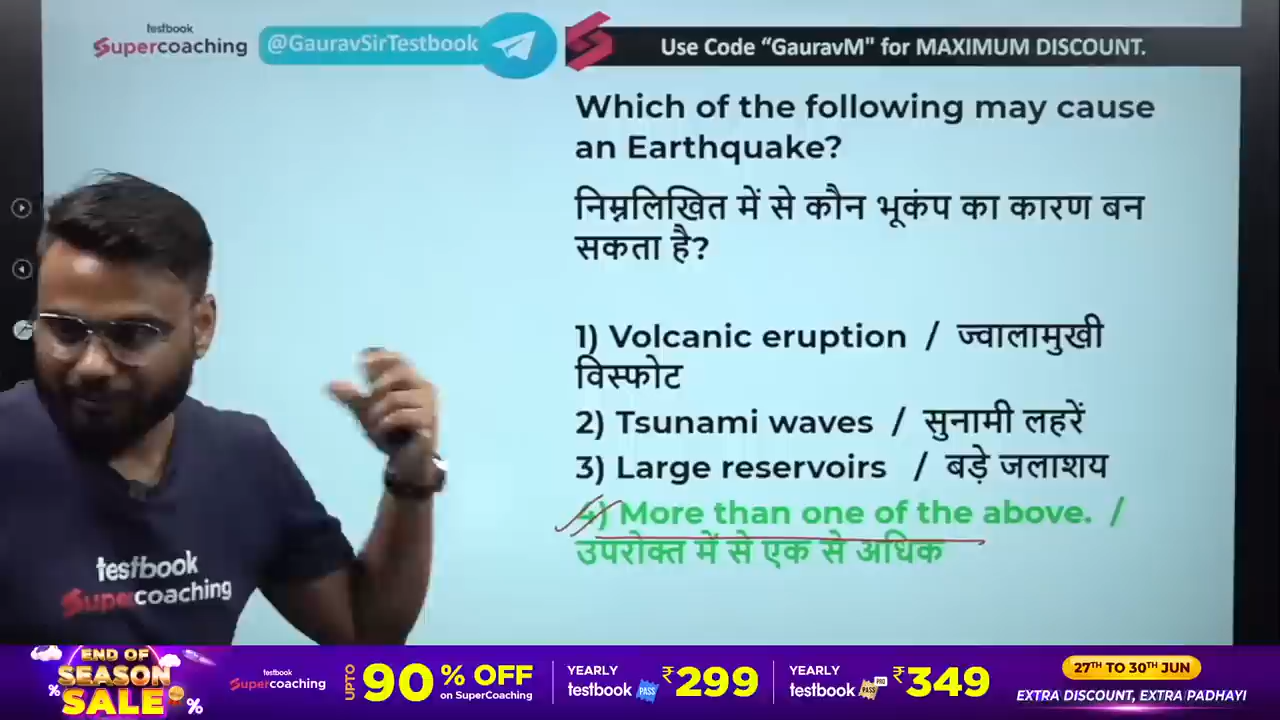 testbook
Supercoaching
@GauravSirTestbook
Use Code “GauravM" for MAXIMUM DISCOUNT.
Which of the following may cause
an Earthquake?
निम्नलिखित में से कौन भूकंप का कारण बन
सकता है?
1) Volcanic eruption / ज्वालामुखी
विस्फोट
2) Tsunami waves / सुनामी लहरें
3) Large reservoirs / बड़े जलाशय
4) More than one of the above. /
उपरोक्त में से एक से अधिक
testbook
Supercoaching
END OF
SEASON
SALE
%
%
testbook
Supercoaching
UPTO
90% OFF
on SuperCoaching
YEARLY
testbook PASS
₹299
YEARLY
testbook PASS PRO
₹349
27TH TO 30TH JUN
EXTRA DISCOUNT, EXTRA PADHAYI